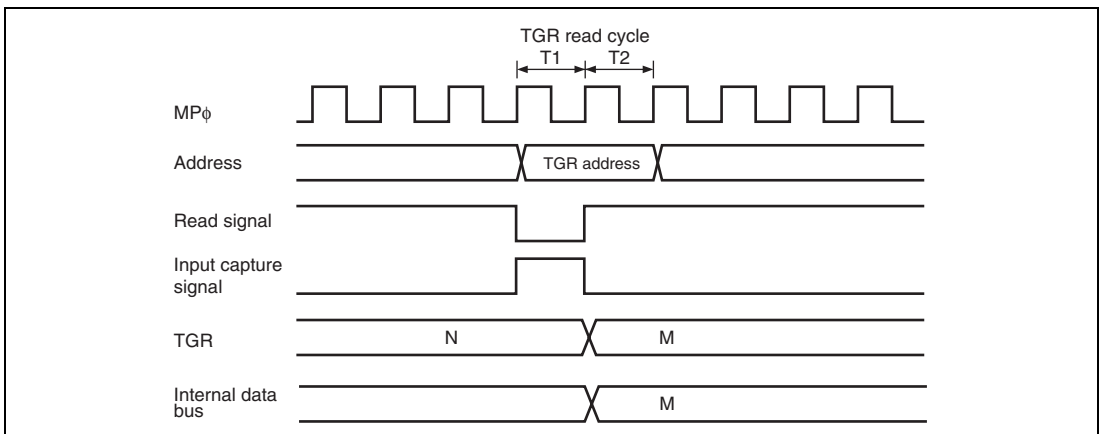 TGR read cycle
T1 T2
MPϕ
Address
TGR address
Read signal
Input capture
signal
TGR
N M
Internal data
bus
M